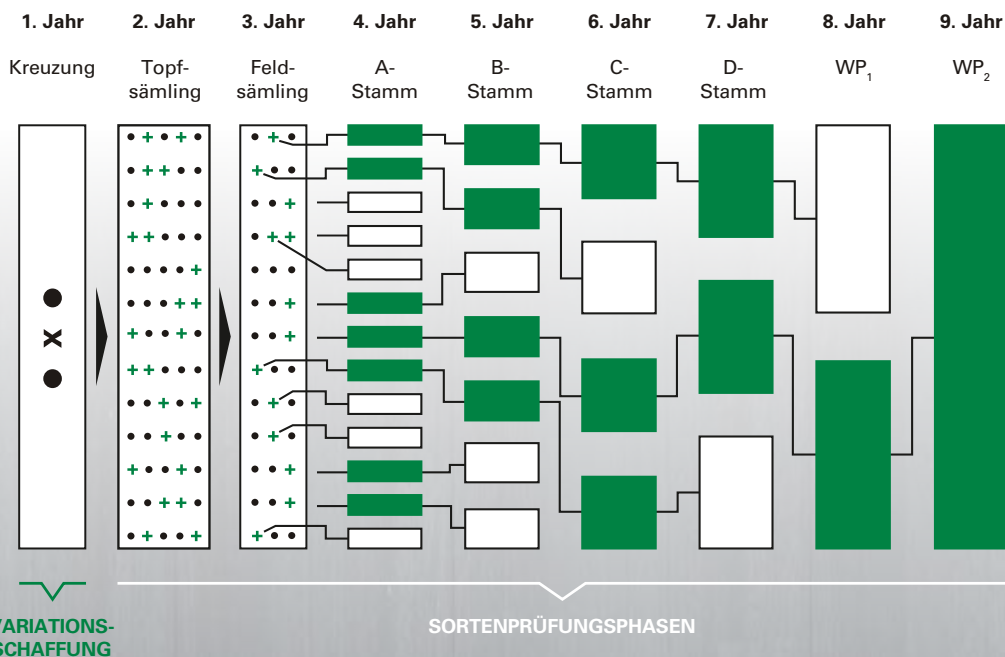 1. Jahr 2. Jahr 3. Jahr 4. Jahr 5. Jahr 6. Jahr 7. Jahr 8. Jahr 9. Jahr
Kreuzung Topf- Feld- A- B- C- D- WP1 WP2
sämling sämling Stamm Stamm Stamm Stamm
x
VARIATIONS- SORTENPRÜFUNGSPHASEN
SCHAFFUNG